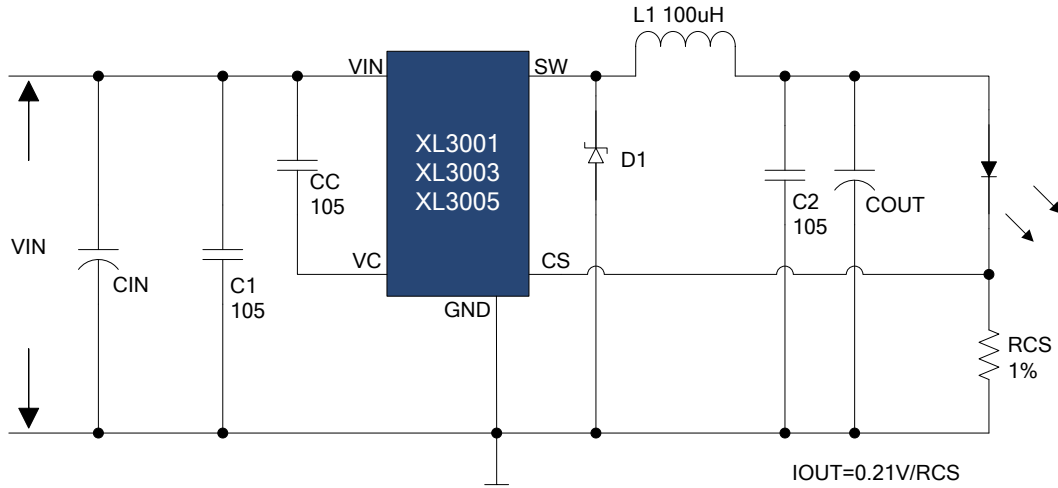 L1 100uH
VIN
SW
XL3001
XL3003
XL3005
D1
CC
105
C2
105
COUT
VIN
CIN
C1
105
VC
CS
GND
RCS
1%
IOUT=0.21V/RCS